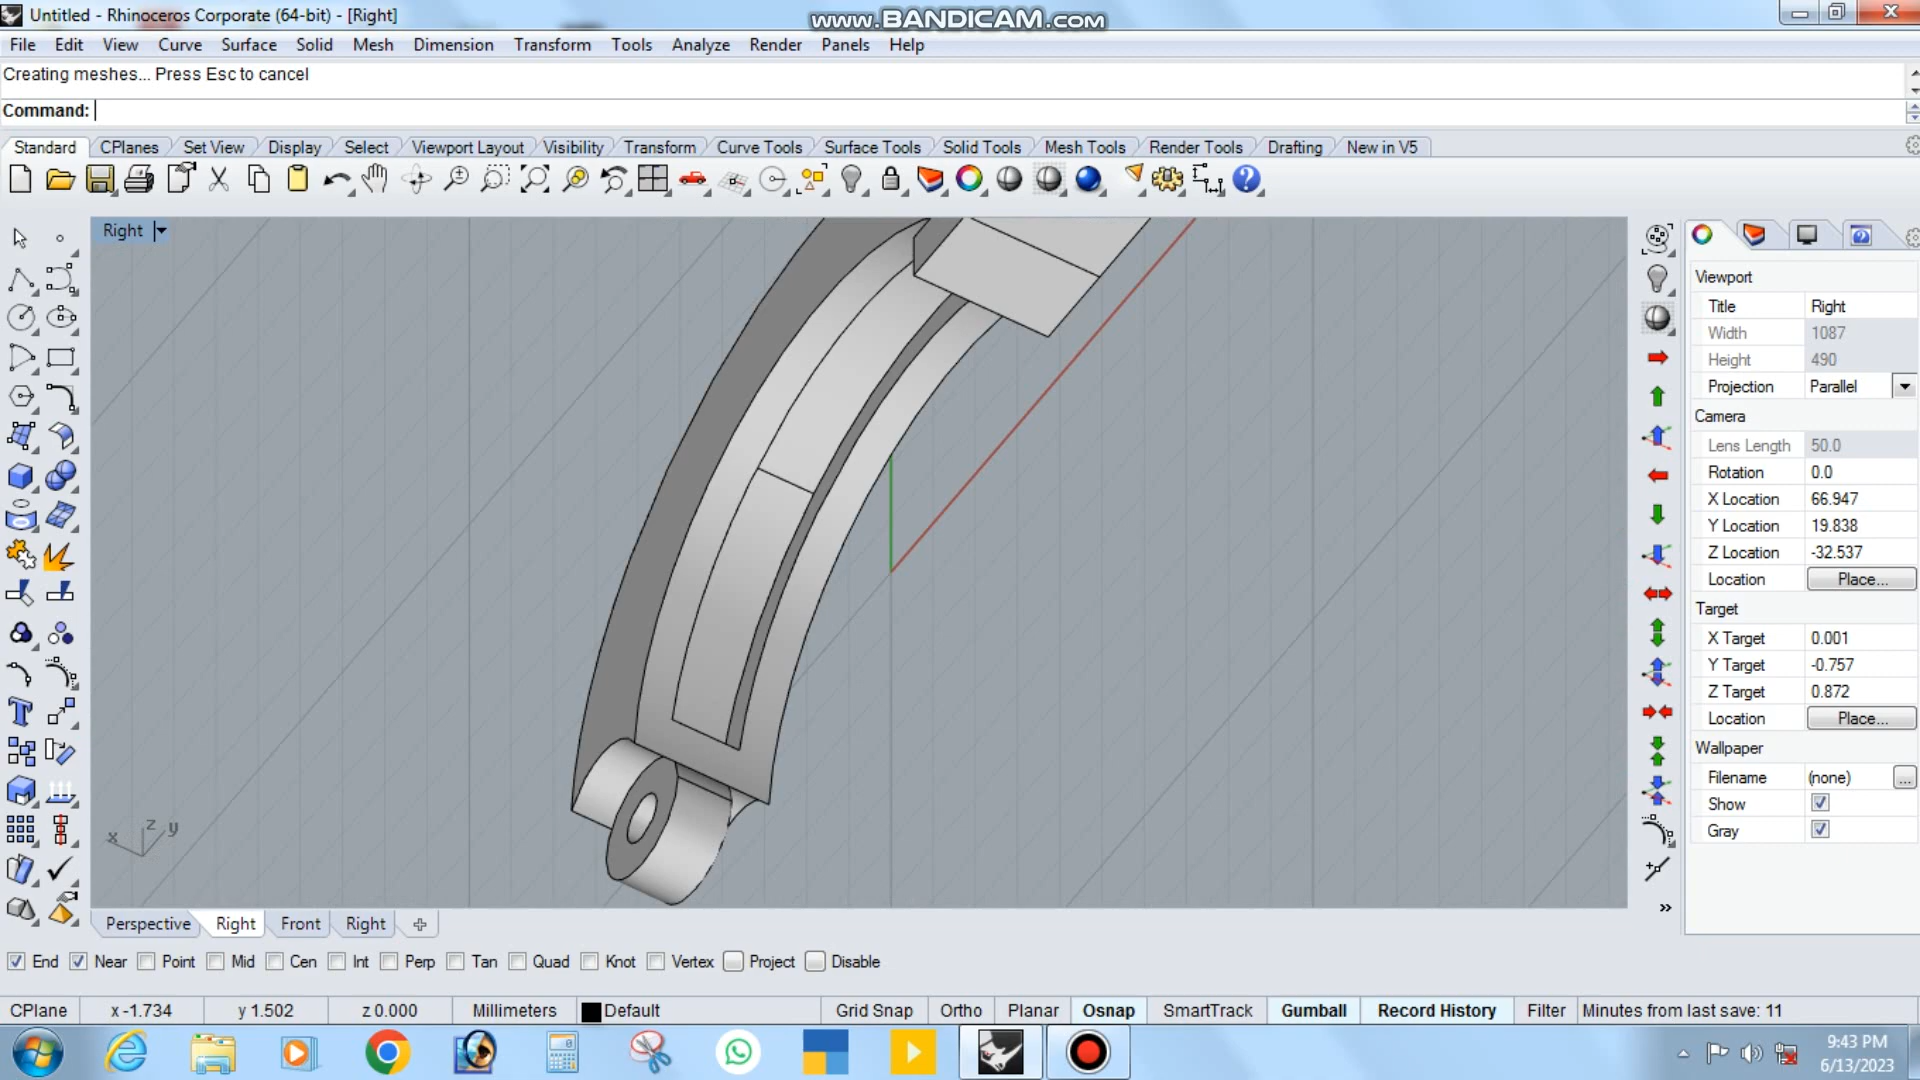 Untitled - Rhinoceros Corporate (64-bit) - [Right]
www.BANDICAM.com
File Edit View Curve Surface Solid Mesh Dimension Transform Tools Analyze Render Panels Help
Creating meshes... Press Esc to cancel
Command:
Standard CPlanes Set View Display Select Viewport Layout Visibility Transform Curve Tools Surface Tools Solid Tools Mesh Tools Render Tools Drafting New in V5
Right
Viewport
Title Right
Width 1087
Height 490
Projection Parallel
Camera
Lens Length 50.0
Rotation 0.0
X Location 66.947
Y Location 19.838
Z Location -32.537
Location Place...
Target
X Target 0.001
Y Target -0.757
Z Target 0.872
Location Place...
Wallpaper
Filename (none) ...
Show
Gray
x z y
Perspective Right Front Right
End Near Point Mid Cen Int Perp Tan Quad Knot Vertex Project Disable
CPlane x -1.734 y 1.502 z 0.000 Millimeters Default Grid Snap Ortho Planar Osnap SmartTrack Gumball Record History Filter Minutes from last save: 11
9:43 PM
6/13/2023